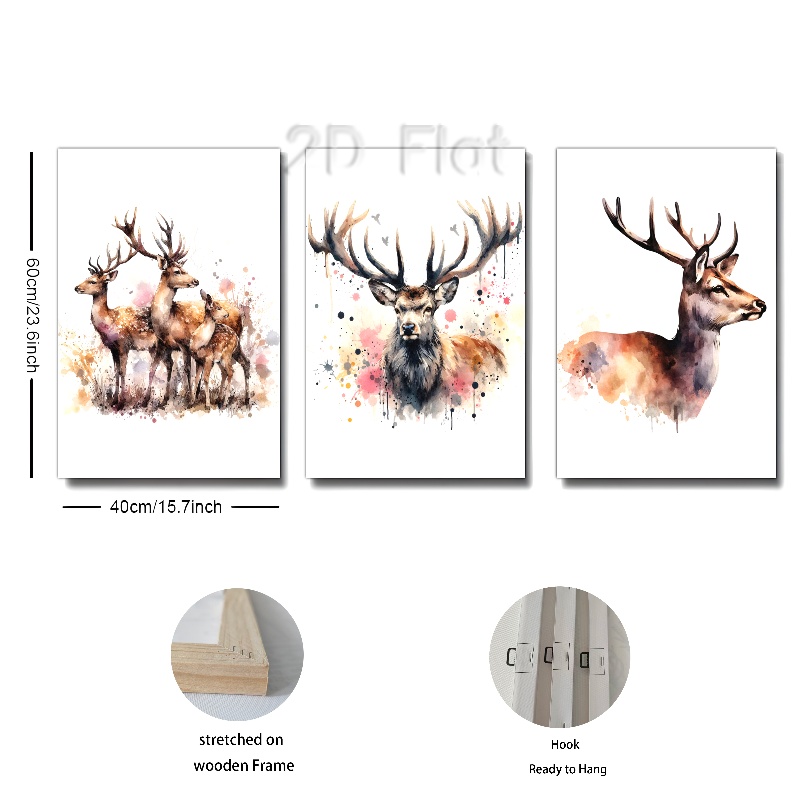 2D Flat
60cm/23.6inch
40cm/15.7inch
stretched on
wooden Frame
Hook
Ready to Hang